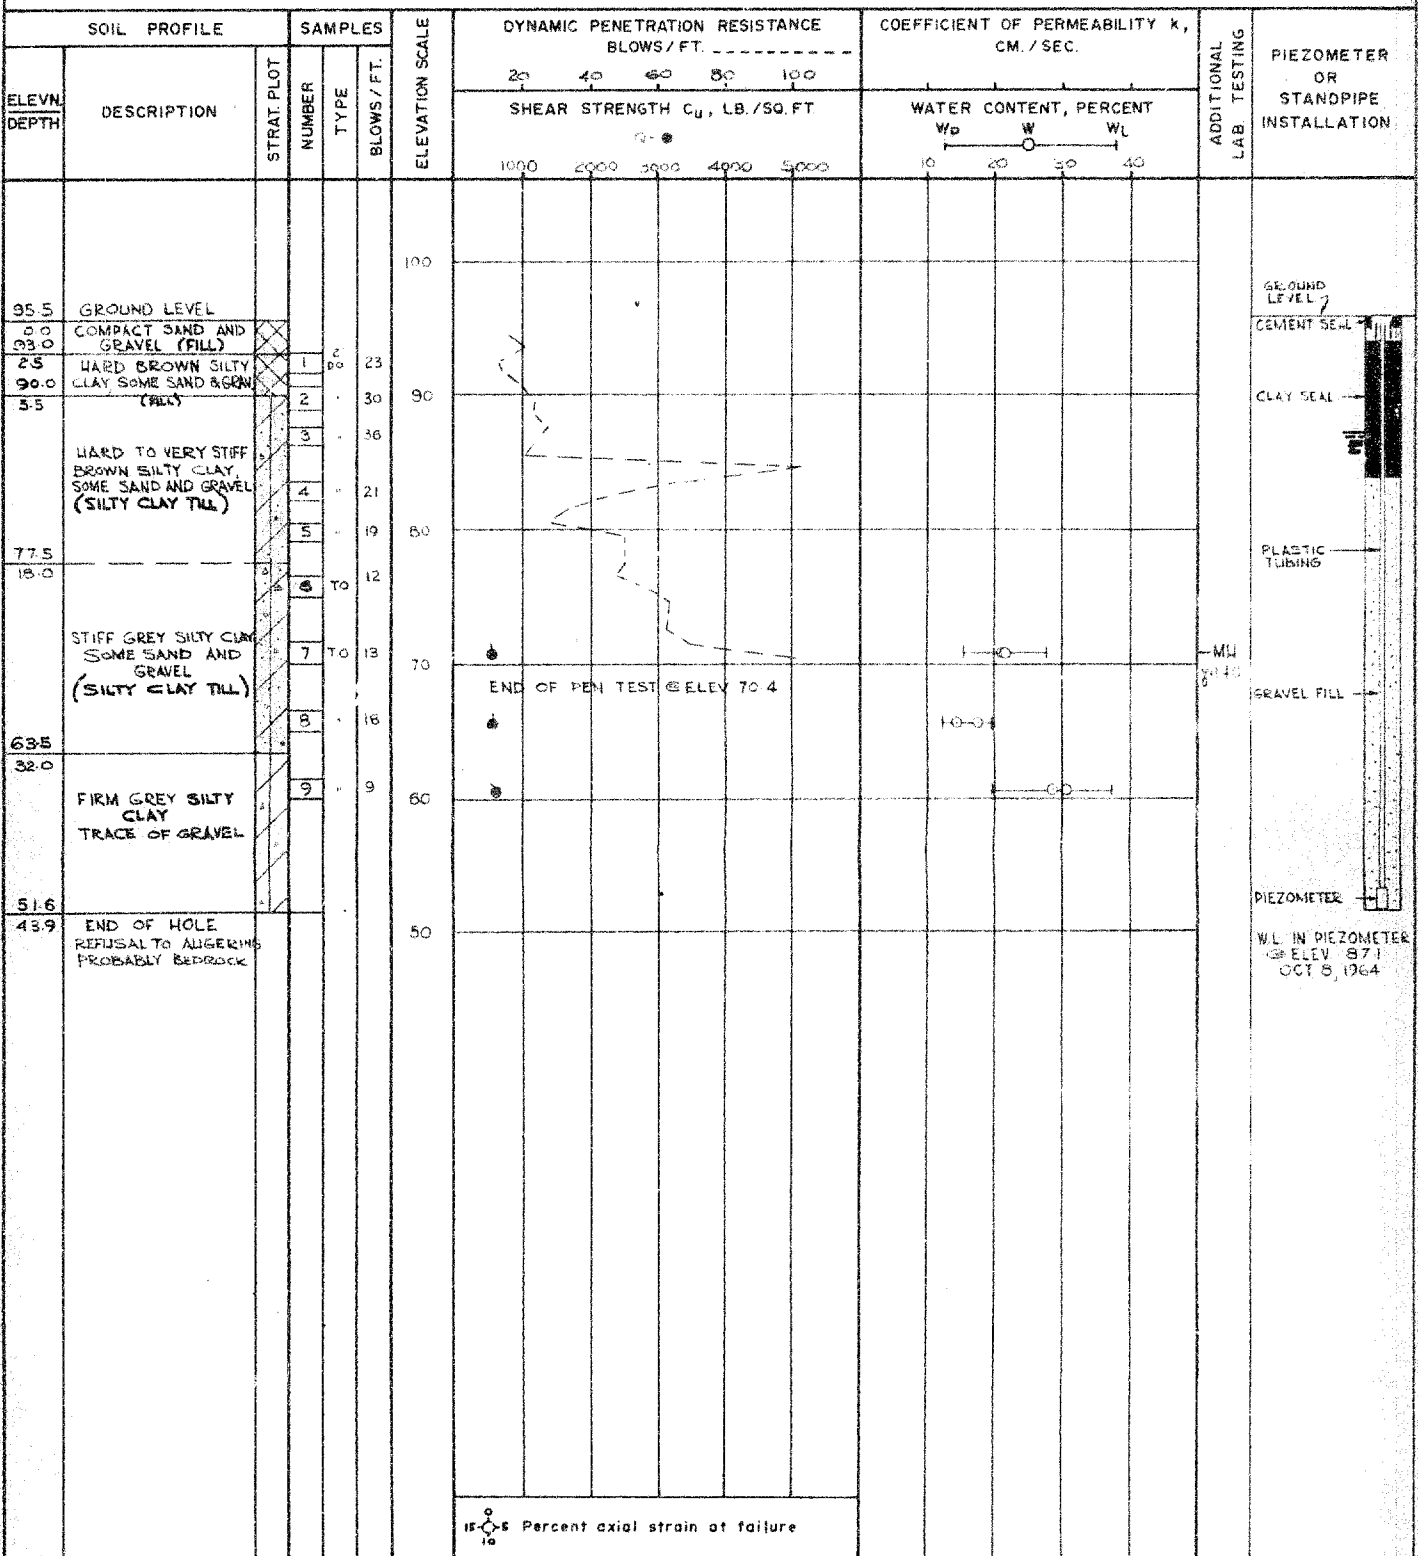 SOIL PROFILE
SAMPLES
ELEVATION SCALE
DYNAMIC PENETRATION RESISTANCE
BLOWS / FT. -----------
20 40 60 80 100
COEFFICIENT OF PERMEABILITY k,
CM. / SEC.
ADDITIONAL
LAB. TESTING
PIEZOMETER
OR
STANDPIPE
INSTALLATION
ELEVN.
DEPTH
DESCRIPTION
STRAT. PLOT
NUMBER
TYPE
BLOWS / FT.
SHEAR STRENGTH Cu, LB./SQ.FT
1000 2000 3000 4000 5000
WATER CONTENT, PERCENT
Wp W WL
10 20 30 40
100
GROUND
LEVEL
95.5 GROUND LEVEL
0.0 COMPACT SAND AND
93.0 GRAVEL (FILL)
CEMENT SEAL
2.5 HARD BROWN SILTY
90.0 CLAY SOME SAND & GRAV
5.5 (FILL)
1 2 DO 23
2 " 30
90
CLAY SEAL
3 " 36
HARD TO VERY STIFF
BROWN SILTY CLAY,
SOME SAND AND GRAVEL
(SILTY CLAY TILL)
4 " 21
5 " 19
80
77.5
18.0
PLASTIC
TUBING
6 TO 12
STIFF GREY SILTY CLAY
SOME SAND AND
GRAVEL
(SILTY CLAY TILL)
7 TO 13
70
MH
END OF PEN TEST @ ELEV 70.4
GRAVEL FILL
8 " 18
63.5
32.0
9 " 9
60
FIRM GREY SILTY
CLAY
TRACE OF GRAVEL
51.6
43.9 END OF HOLE
REFUSAL TO AUGERING
PROBABLY BEDROCK
50
PIEZOMETER
W.L. IN PIEZOMETER
@ ELEV. 87.1
OCT 8, 1964
0
15 5 Percent axial strain at failure
10